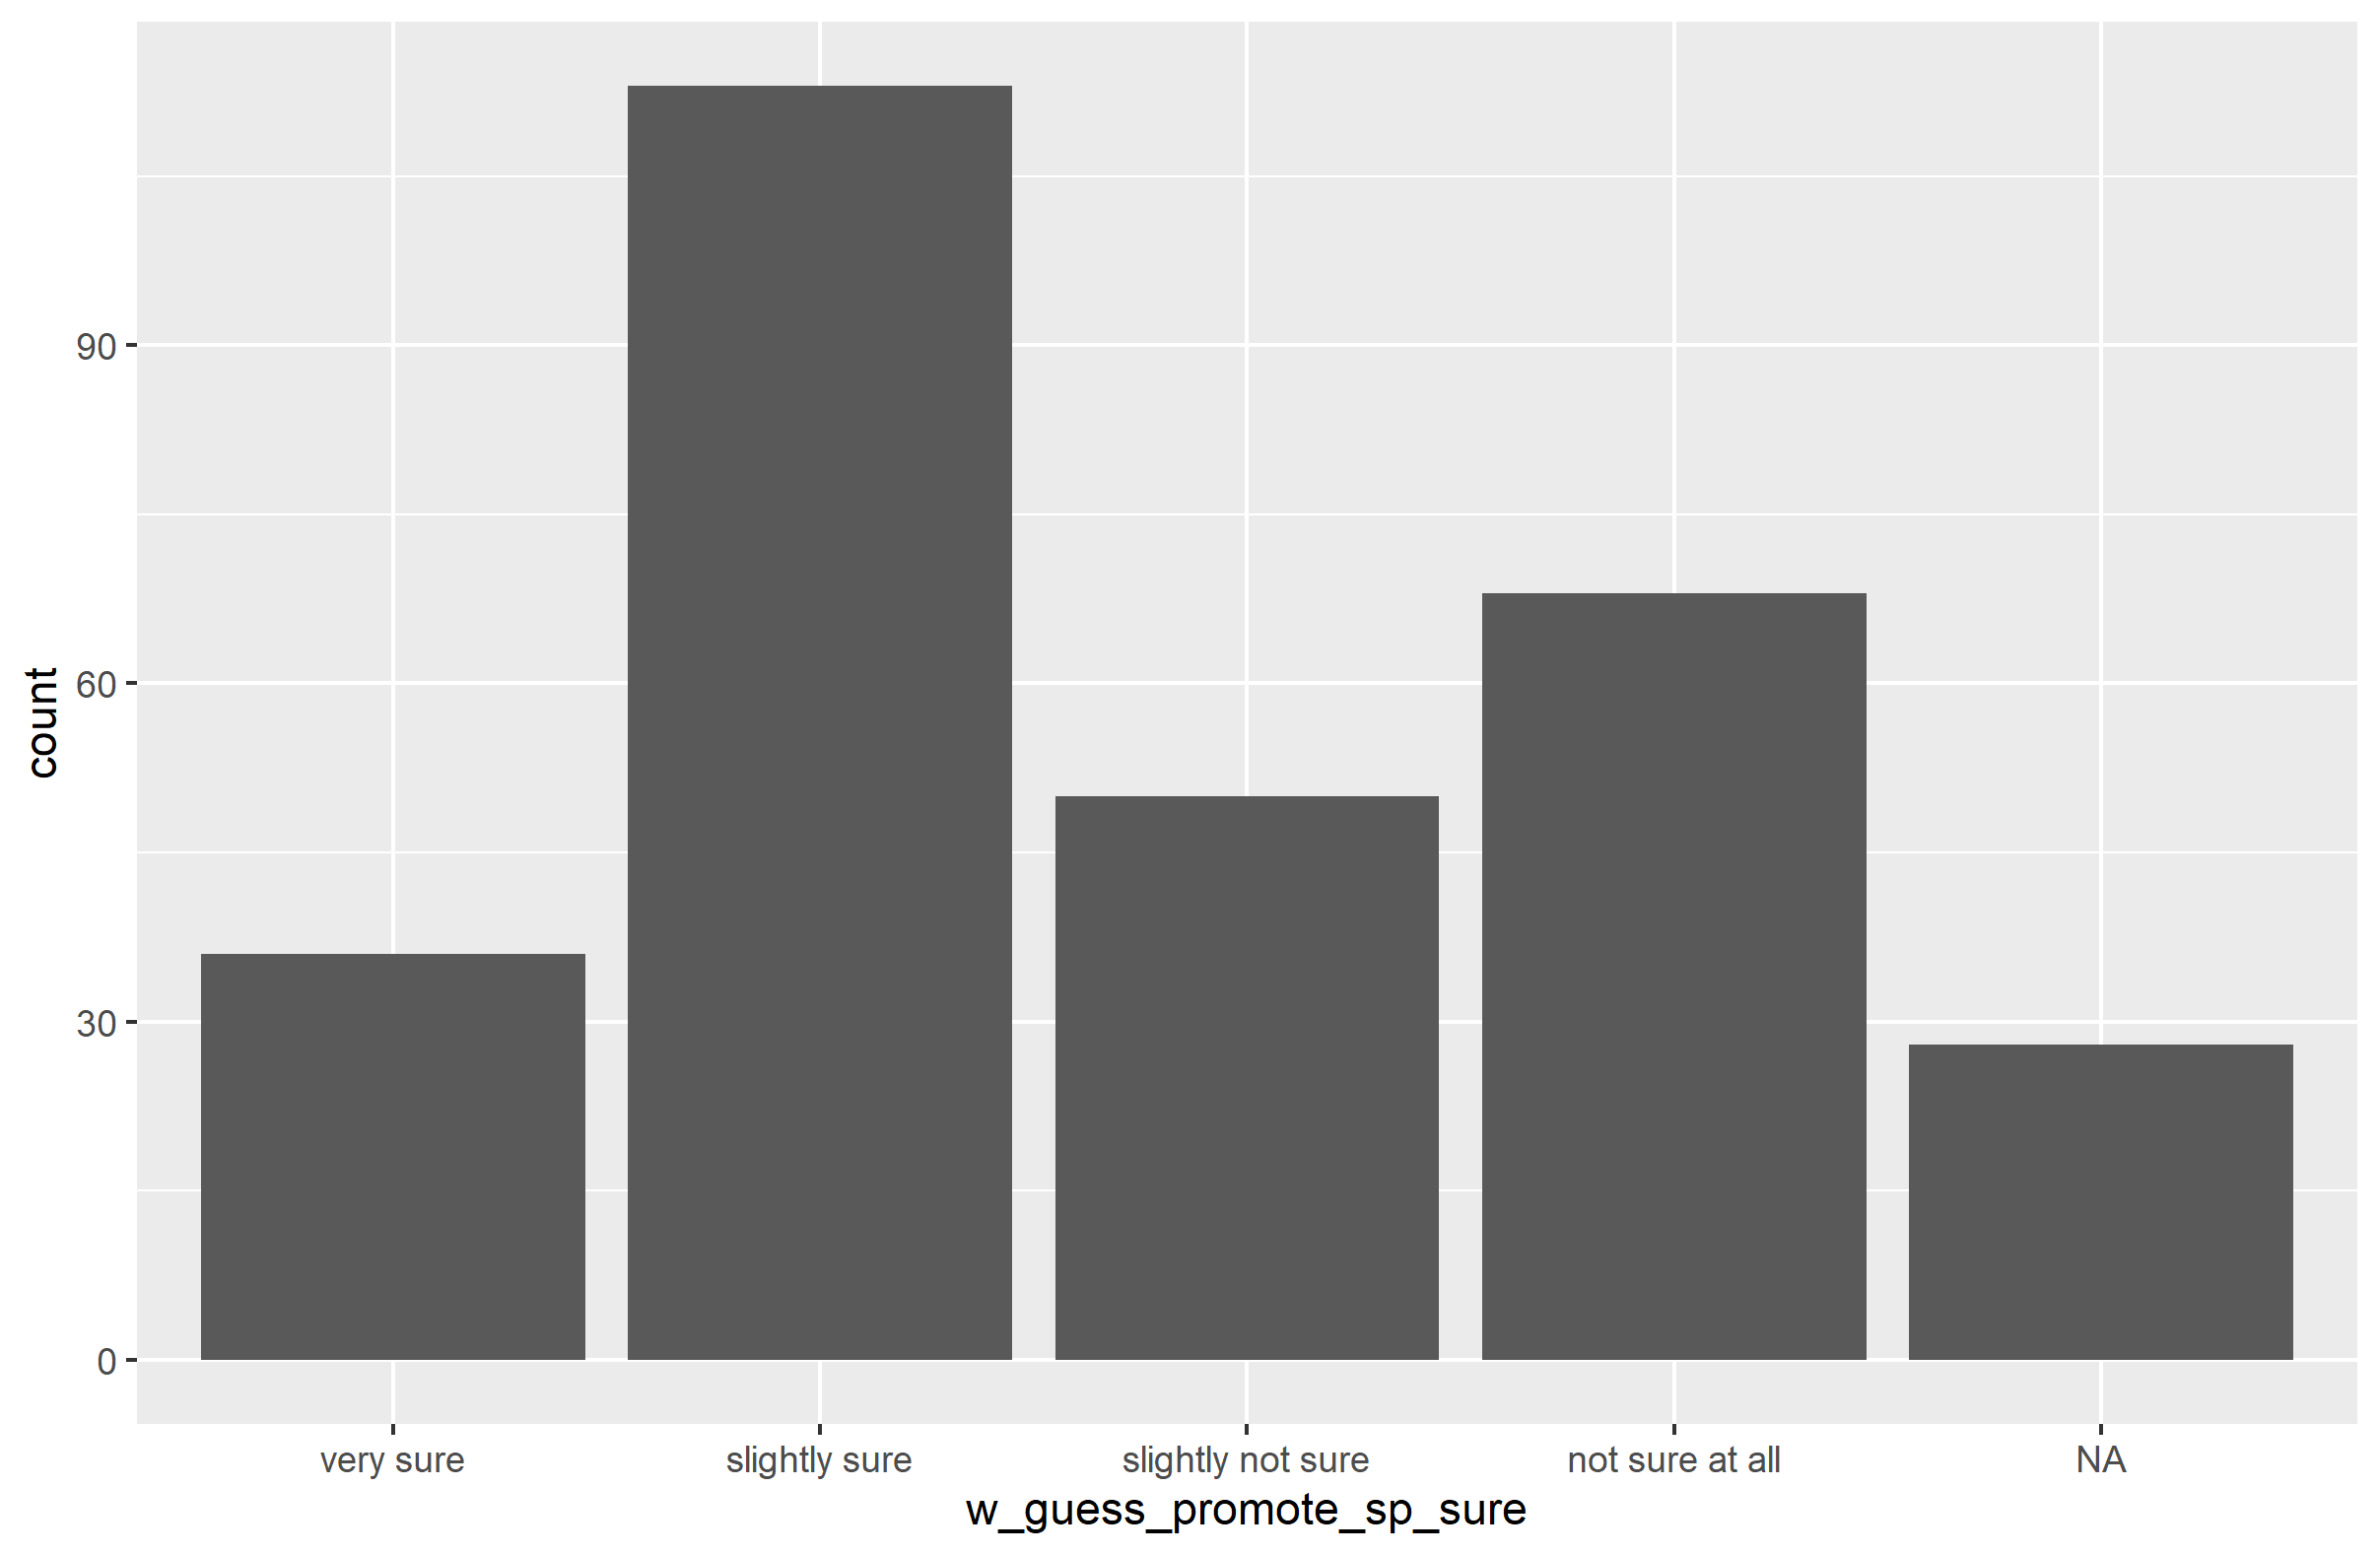 90
60
30
0
count
very sure slightly sure slightly not sure not sure at all NA
w_guess_promote_sp_sure